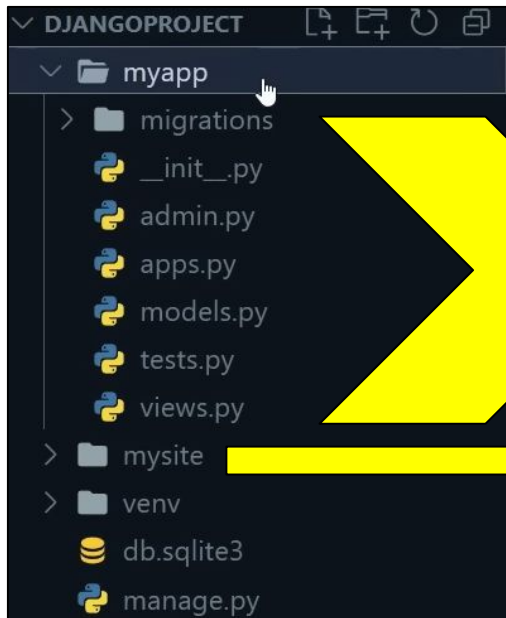 DJANGOPROJECT
myapp
migrations
__init__.py
admin.py
apps.py
models.py
tests.py
views.py
mysite
venv
db.sqlite3
manage.py